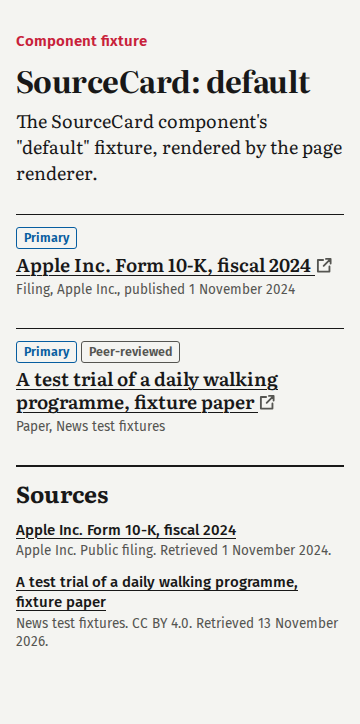 Component fixture
SourceCard: default
The SourceCard component's
"default" fixture, rendered by the page
renderer.
Primary
Apple Inc. Form 10-K, fiscal 2024
Filing, Apple Inc., published 1 November 2024
Primary Peer-reviewed
A test trial of a daily walking
programme, fixture paper
Paper, News test fixtures
Sources
Apple Inc. Form 10-K, fiscal 2024
Apple Inc. Public filing. Retrieved 1 November 2024.
A test trial of a daily walking programme,
fixture paper
News test fixtures. CC BY 4.0. Retrieved 13 November
2026.